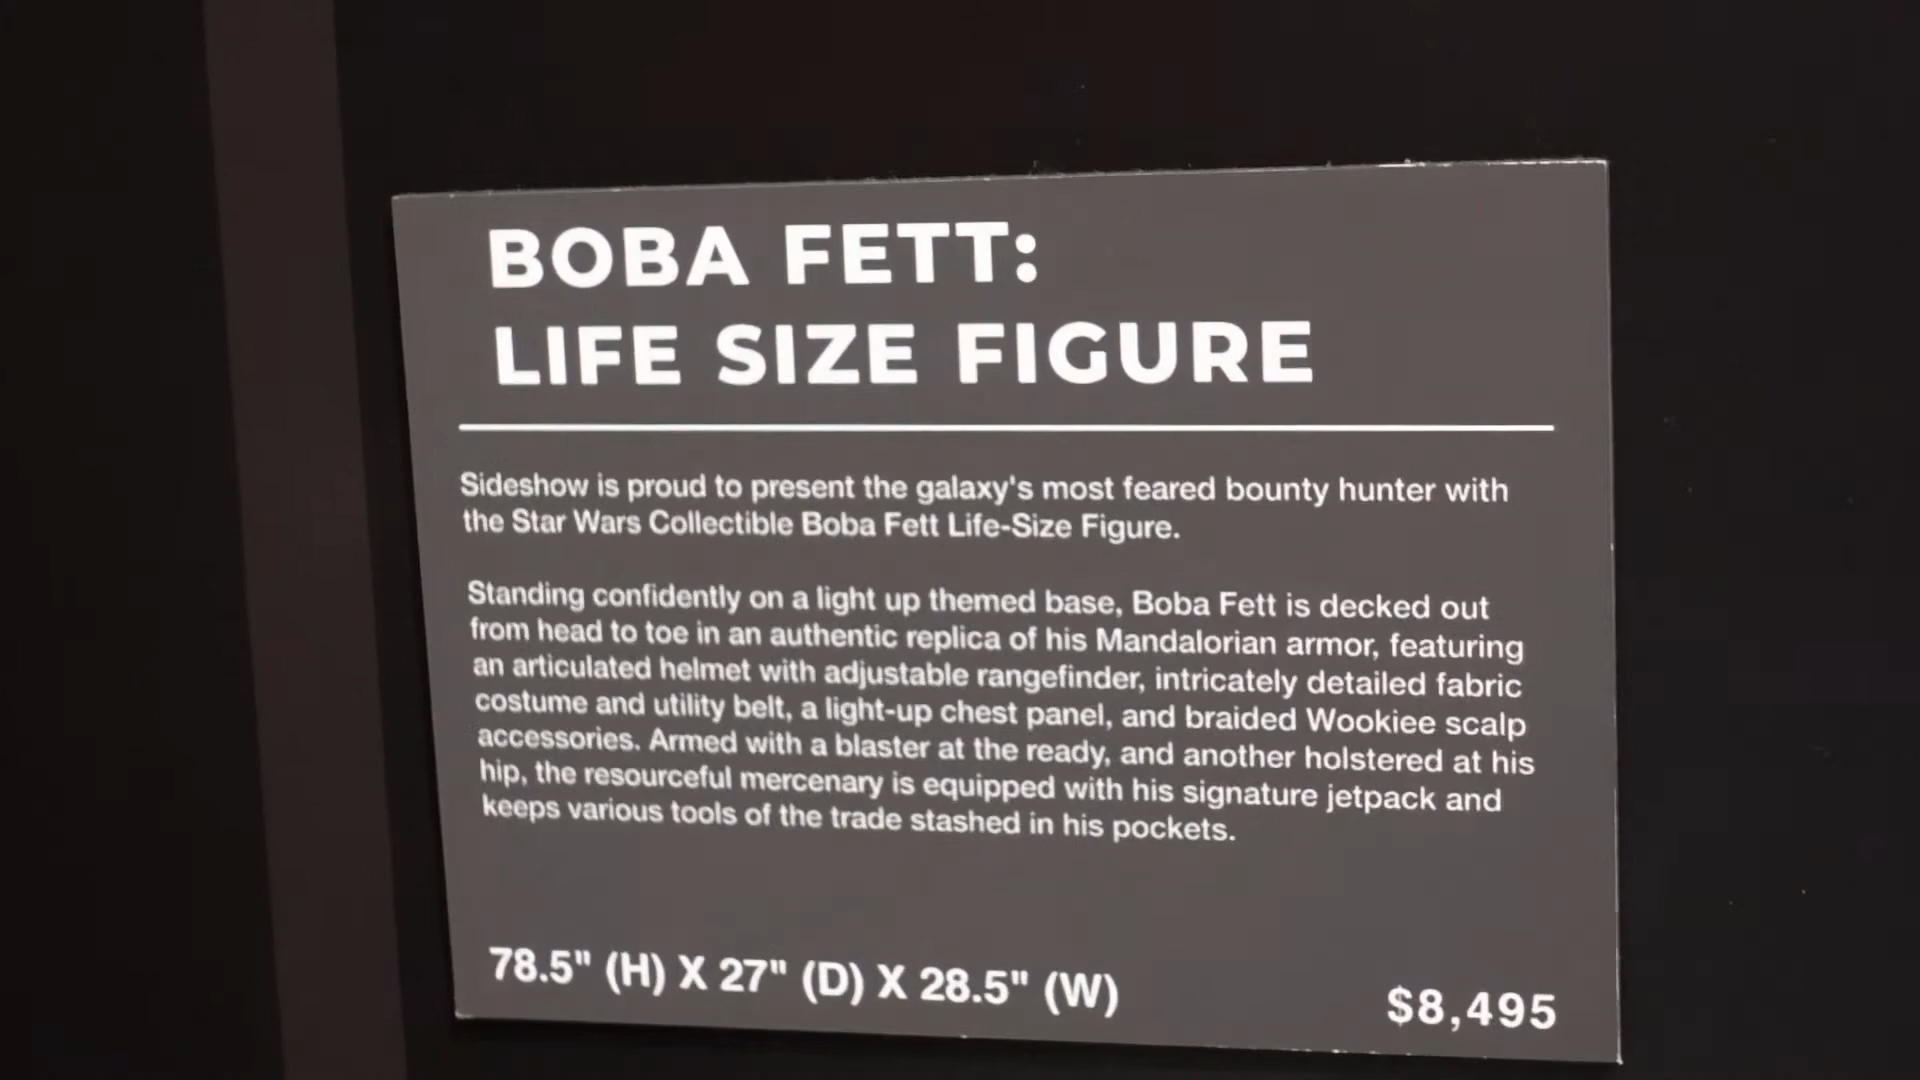 BOBA FETT:
LIFE SIZE FIGURE
Sideshow is proud to present the galaxy's most feared bounty hunter with
the Star Wars Collectible Boba Fett Life-Size Figure.
Standing confidently on a light up themed base, Boba Fett is decked out
from head to toe in an authentic replica of his Mandalorian armor, featuring
an articulated helmet with adjustable rangefinder, intricately detailed fabric
costume and utility belt, a light-up chest panel, and braided Wookiee scalp
accessories. Armed with a blaster at the ready, and another holstered at his
hip, the resourceful mercenary is equipped with his signature jetpack and
keeps various tools of the trade stashed in his pockets.
78.5" (H) X 27" (D) X 28.5" (W)
$8,495